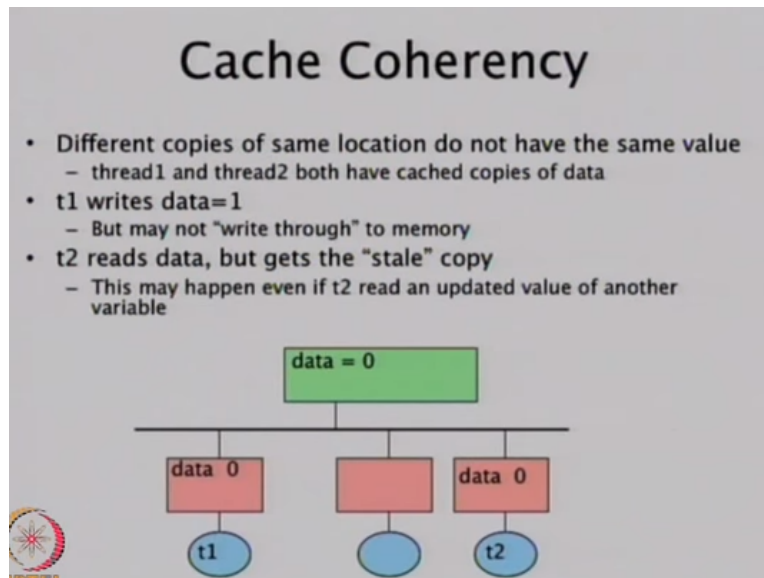 Cache Coherency
• Different copies of same location do not have the same value
– thread1 and thread2 both have cached copies of data
• t1 writes data=1
– But may not "write through" to memory
• t2 reads data, but gets the "stale" copy
– This may happen even if t2 read an updated value of another
variable
data = 0
data 0
data 0
t1
t2